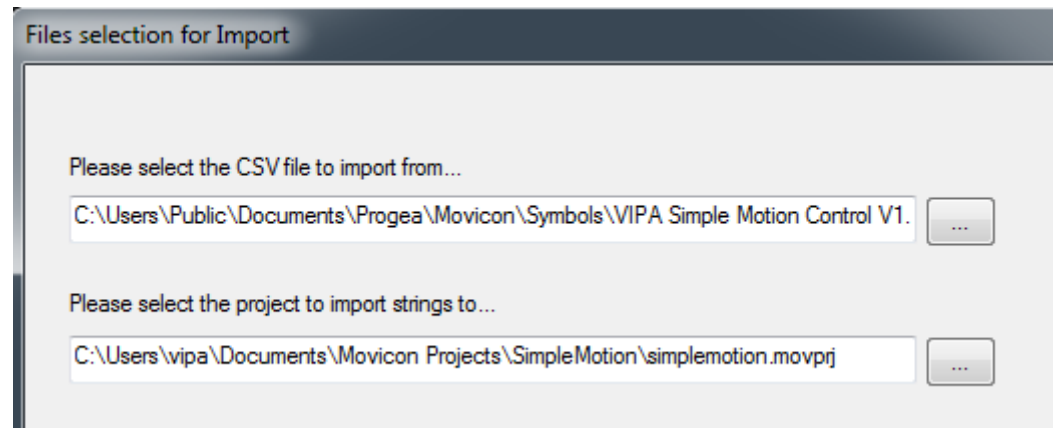 Files selection for Import
Please select the CSV file to import from...
C:\Users\Public\Documents\Progea\Movicon\Symbols\VIPA Simple Motion Control V1.
...
Please select the project to import strings to...
C:\Users\vipa\Documents\Movicon Projects\SimpleMotion\simplemotion.movprj
...